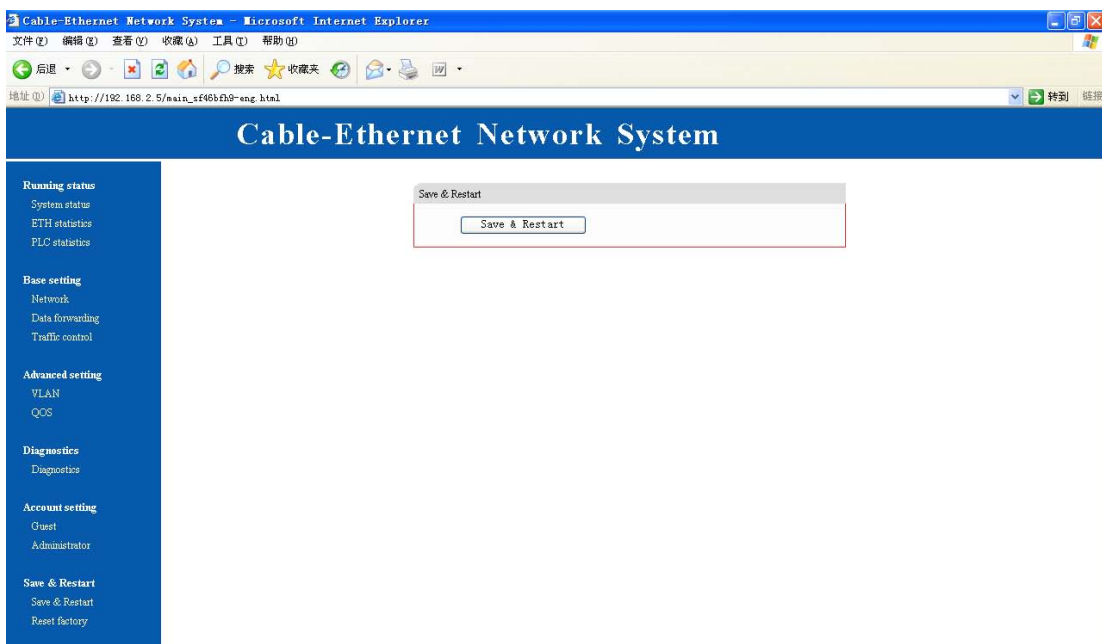 Cable-Ethernet Network System - Microsoft Internet Explorer
文件(F) 编辑(E) 查看(V) 收藏(A) 工具(T) 帮助(H)
后退 搜索 收藏夹
地址(D) http://192.168.2.5/main_sf46bfh9-eng.html 转到 链接
Cable-Ethernet Network System
Running status
System status
ETH statistics
PLC statistics
Base setting
Network
Data forwarding
Traffic control
Advanced setting
VLAN
QOS
Diagnostics
Diagnostics
Account setting
Guest
Administrator
Save & Restart
Save & Restart
Reset factory
Save & Restart
Save & Restart